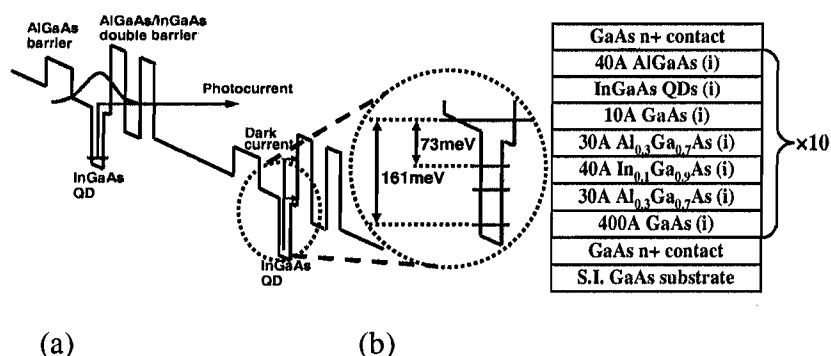 AlGaAs
barrier
AlGaAs/InGaAs
double barrier
Photocurrent
InGaAs
QD
Dark
current
InGaAs
QD
73meV
161meV
GaAs n+ contact
40A AlGaAs (i)
InGaAs QDs (i)
10A GaAs (i)
30A Al0.3Ga0.7As (i)
40A In0.1Ga0.9As (i)
30A Al0.3Ga0.7As (i)
400A GaAs (i)
GaAs n+ contact
S.I. GaAs substrate
×10
(a)
(b)